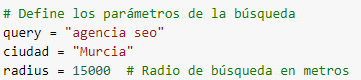 # Define los parámetros de la búsqueda
query = "agencia seo"
ciudad = "Murcia"
radius = 15000  # Radio de búsqueda en metros